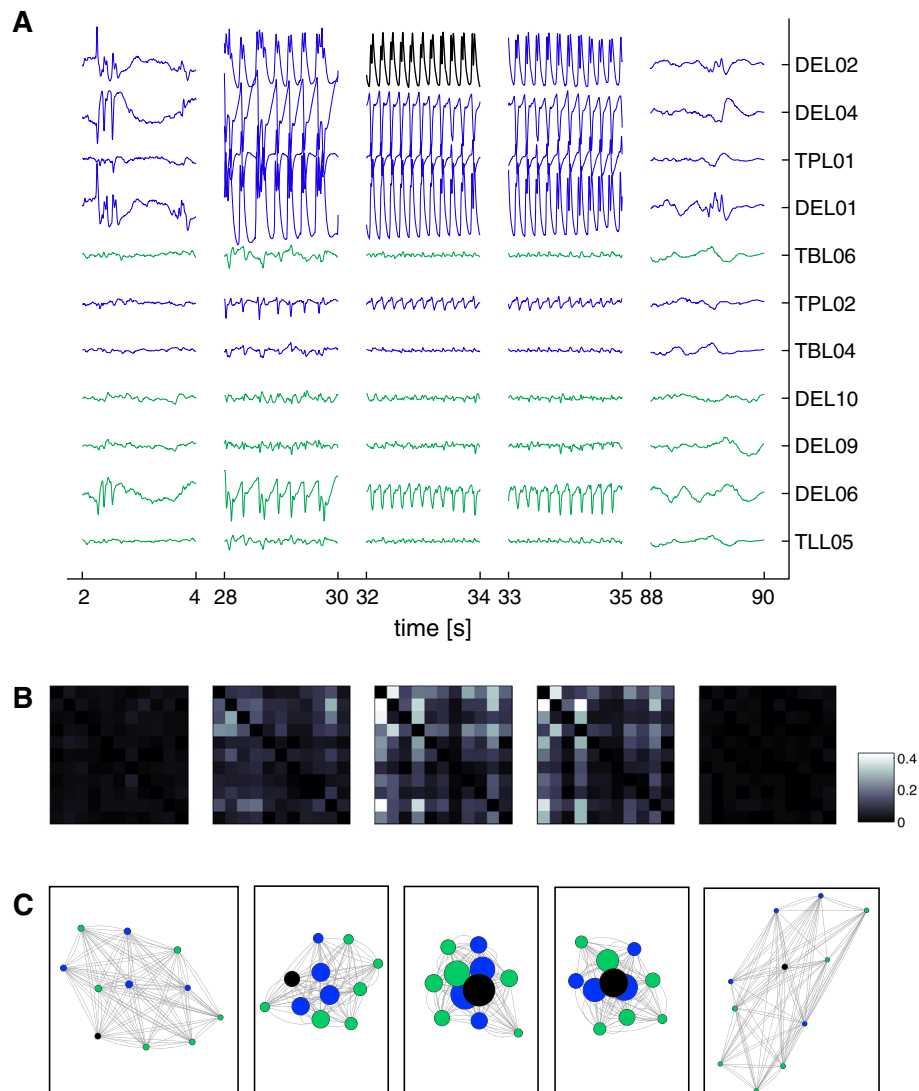 A
DEL02
DEL04
TPL01
DEL01
TBL06
TPL02
TBL04
DEL10
DEL09
DEL06
TLL05
2 4 28 30 32 34 33 35 88 90
time [s]
B
0.4
0.2
0
C